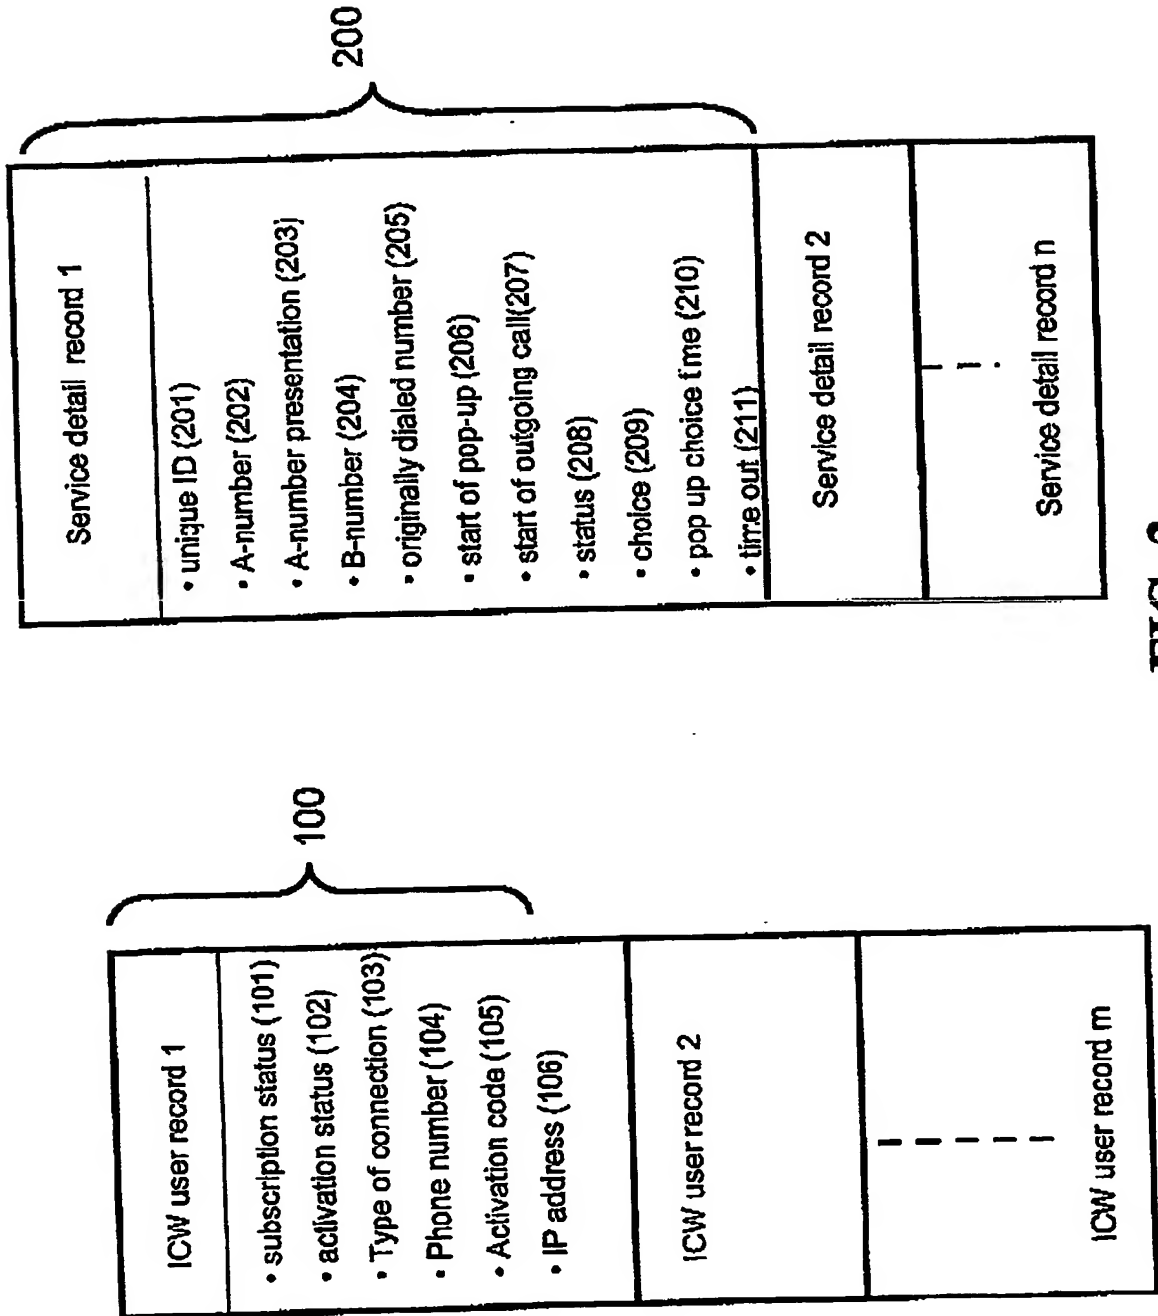 ICW user record 1
• subscription status (101)
• activation status (102)
• Type of connection (103)
• Phone number (104)
• Activation code (105)
• IP address (106)
ICW user record 2
ICW user record m
100
Service detail record 1
• unique ID (201)
• A-number (202)
• A-number presentation (203)
• B-number (204)
• originally dialed number (205)
• start of pop-up (206)
• start of outgoing call(207)
• status (208)
• choice (209)
• pop up choice time (210)
• time out (211)
Service detail record 2
Service detail record n
200